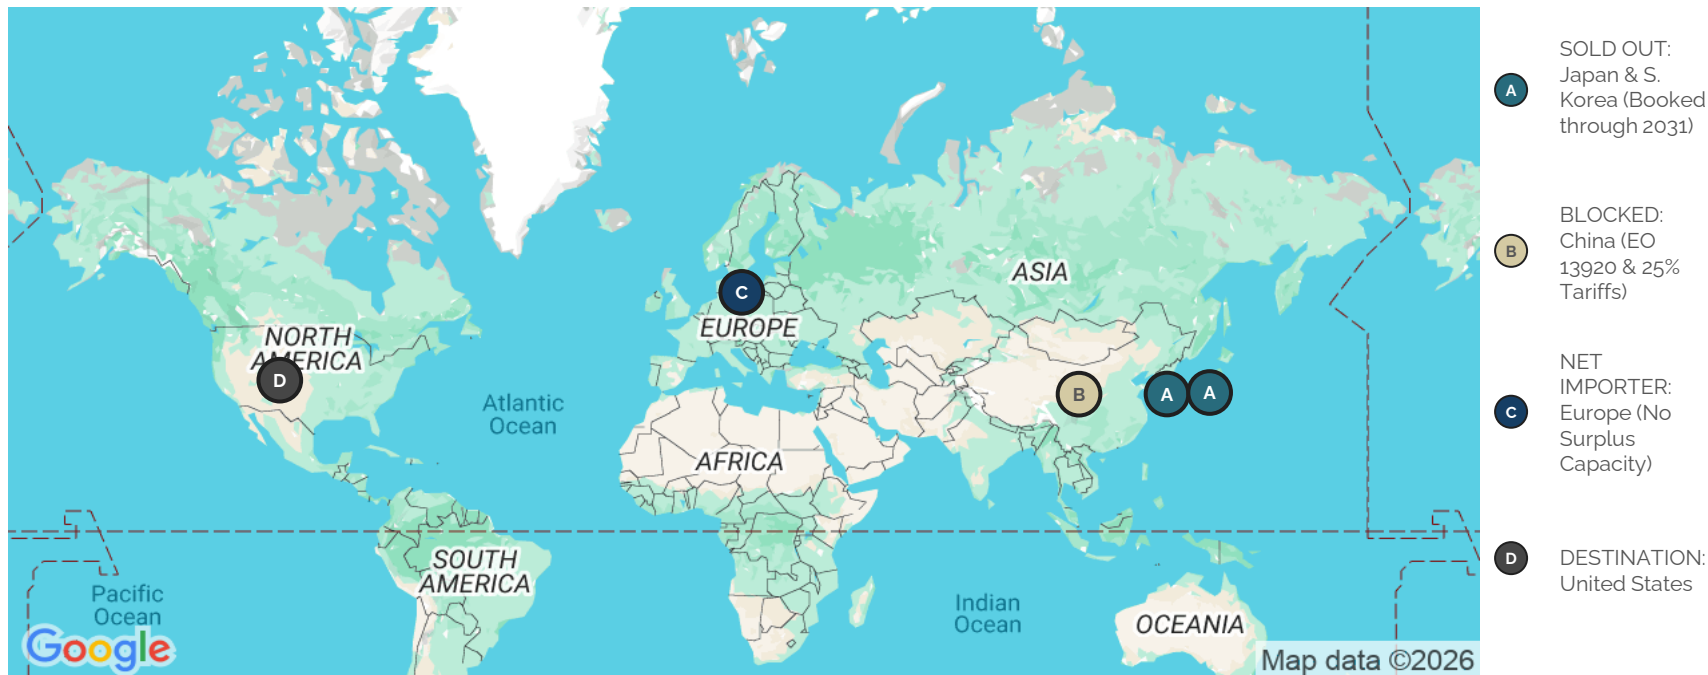 ASIA
C
EUROPE
NORTH
AMERICA
D
B
A
A
Atlantic
Ocean
AFRICA
SOUTH
AMERICA
Pacific
Ocean
Indian
Ocean
OCEANIA
Google
Map data ©2026
A
SOLD OUT:
Japan & S.
Korea (Booked
through 2031)
B
BLOCKED:
China (EO
13920 & 25%
Tariffs)
C
NET
IMPORTER:
Europe (No
Surplus
Capacity)
D
DESTINATION:
United States